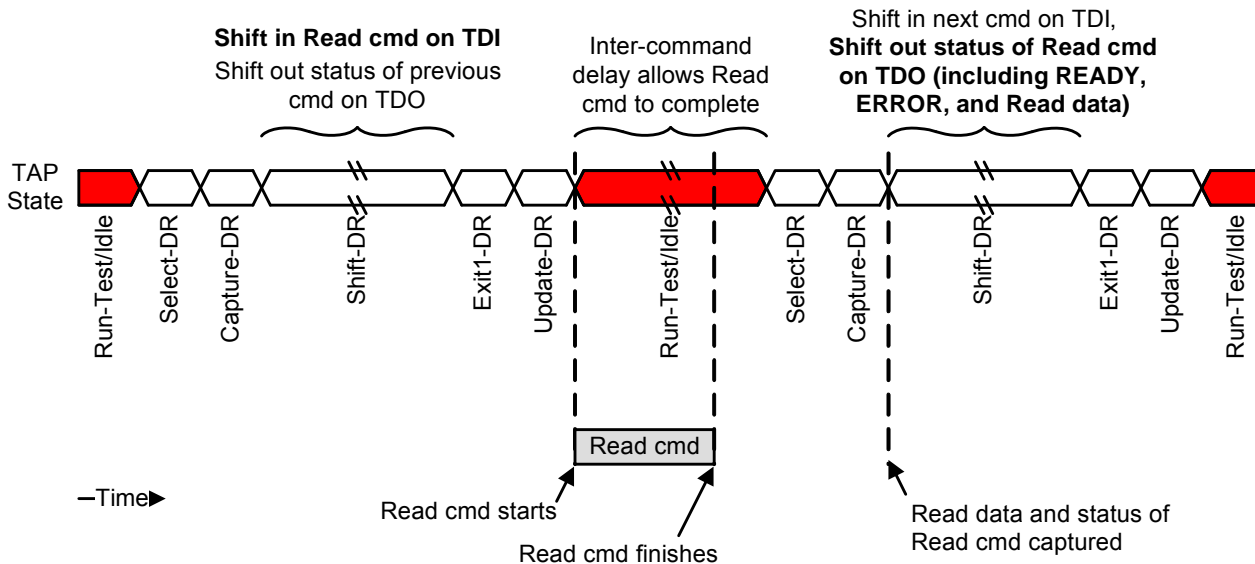 Shift in Read cmd on TDI
Shift out status of previous
cmd on TDO
Inter-command
delay allows Read
cmd to complete
Shift in next cmd on TDI,
Shift out status of Read cmd
on TDO (including READY,
ERROR, and Read data)
TAP
State
Run-Test/Idle
Select-DR
Capture-DR
Shift-DR
Exit1-DR
Update-DR
Run-Test/Idle
Select-DR
Capture-DR
Shift-DR
Exit1-DR
Update-DR
Run-Test/Idle
Read cmd
Time
Read cmd starts
Read cmd finishes
Read data and status of
Read cmd captured